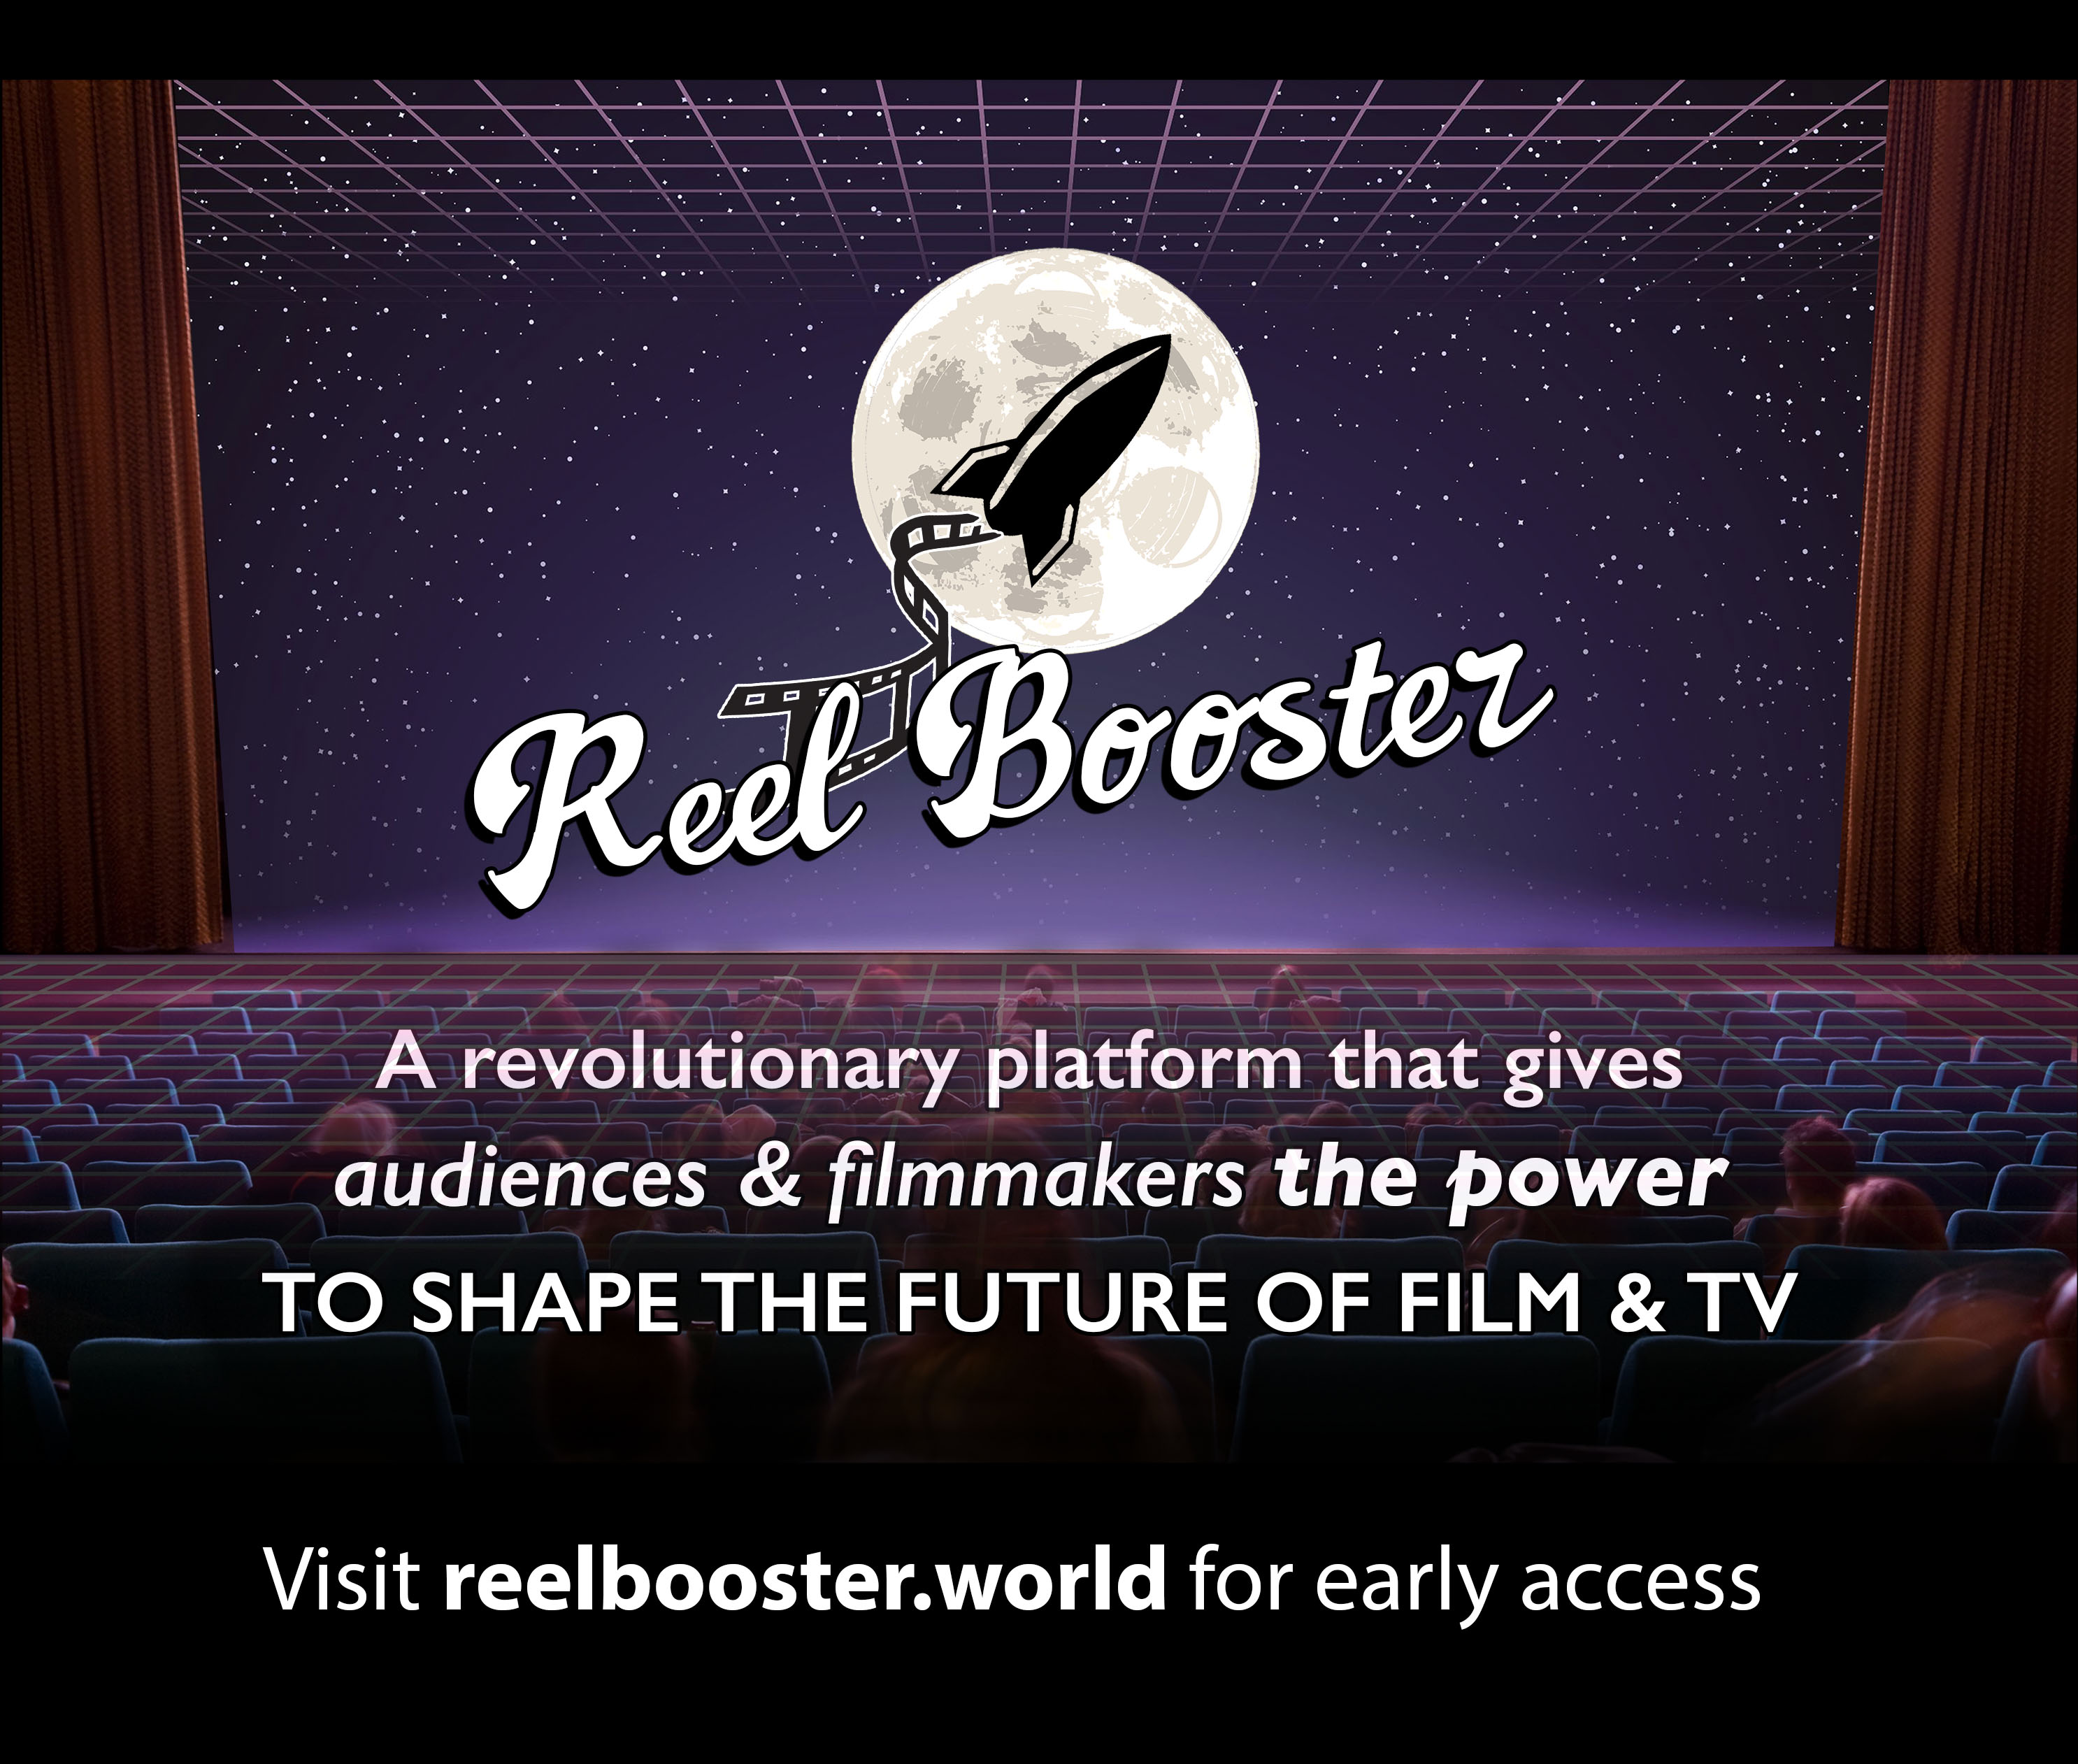 Reel Booster
A revolutionary platform that gives
audiences & filmmakers the power
TO SHAPE THE FUTURE OF FILM & TV
Visit reelbooster.world for early access